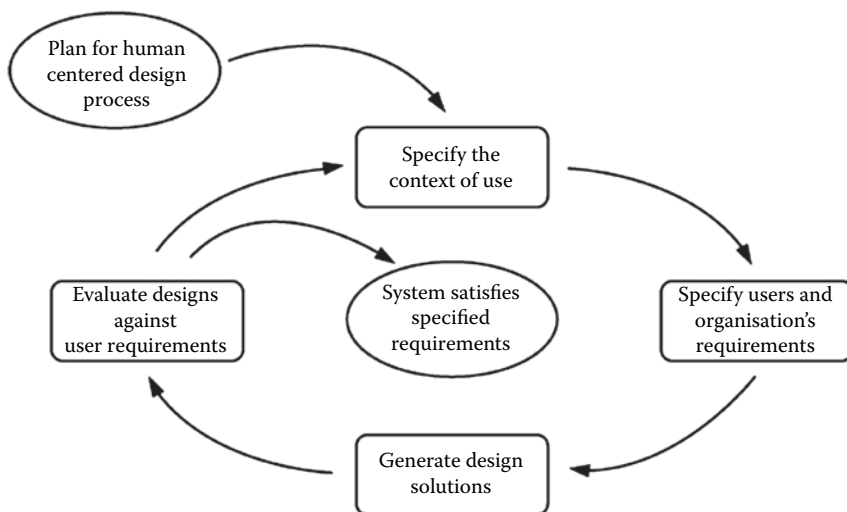 Plan for human
centered design
process
Specify the
context of use
Evaluate designs
against
user requirements
System satisfies
specified
requirements
Specify users and
organisation's
requirements
Generate design
solutions